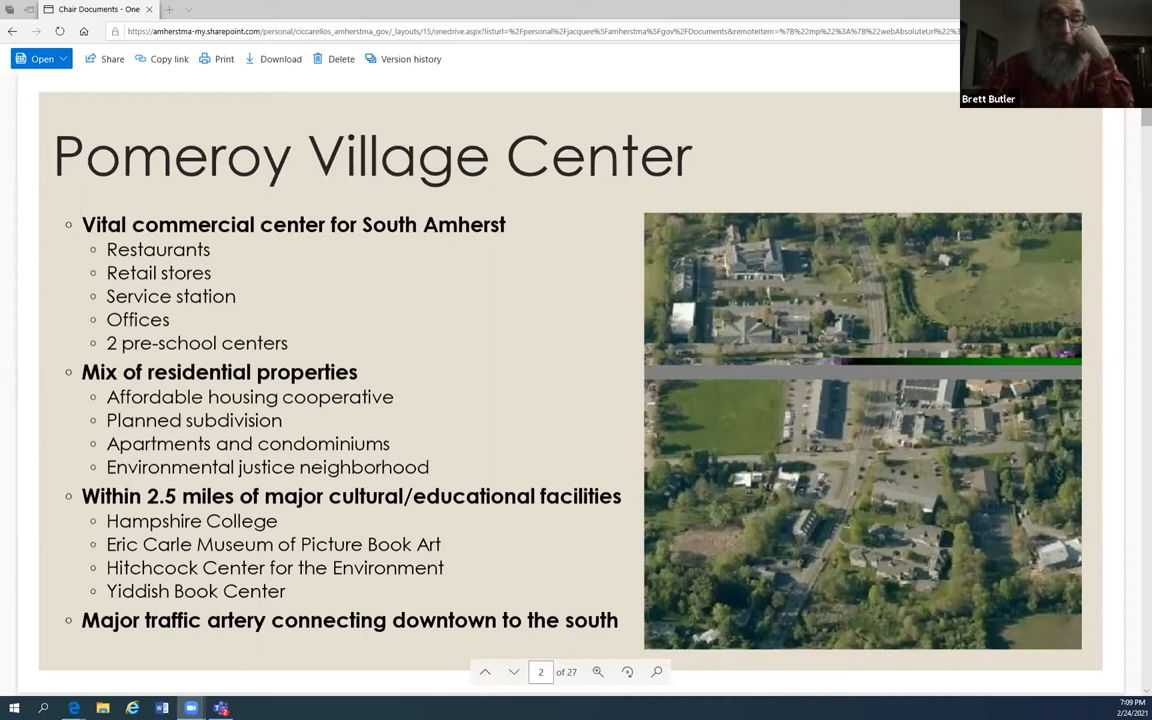 Chair Documents - One
https://amherstma-my.sharepoint.com/personal/ciccarellos_amherstma_gov/_layouts/15/onedrive.aspx?listurl=%2Fpersonal%2Fjacquee%5Famherstma%5Fgov%2FDocuments&remoteItem=%7B%22mp%22%3A%7B%22webAbsoluteUrl%22%3
Open
Share
Copy link
Print
Download
Delete
Version history
Brett Butler
Pomeroy Village Center
Vital commercial center for South Amherst
Restaurants
Retail stores
Service station
Offices
2 pre-school centers
Mix of residential properties
Affordable housing cooperative
Planned subdivision
Apartments and condominiums
Environmental justice neighborhood
Within 2.5 miles of major cultural/educational facilities
Hampshire College
Eric Carle Museum of Picture Book Art
Hitchcock Center for the Environment
Yiddish Book Center
Major traffic artery connecting downtown to the south
2 of 27
7:09 PM
2/24/2021